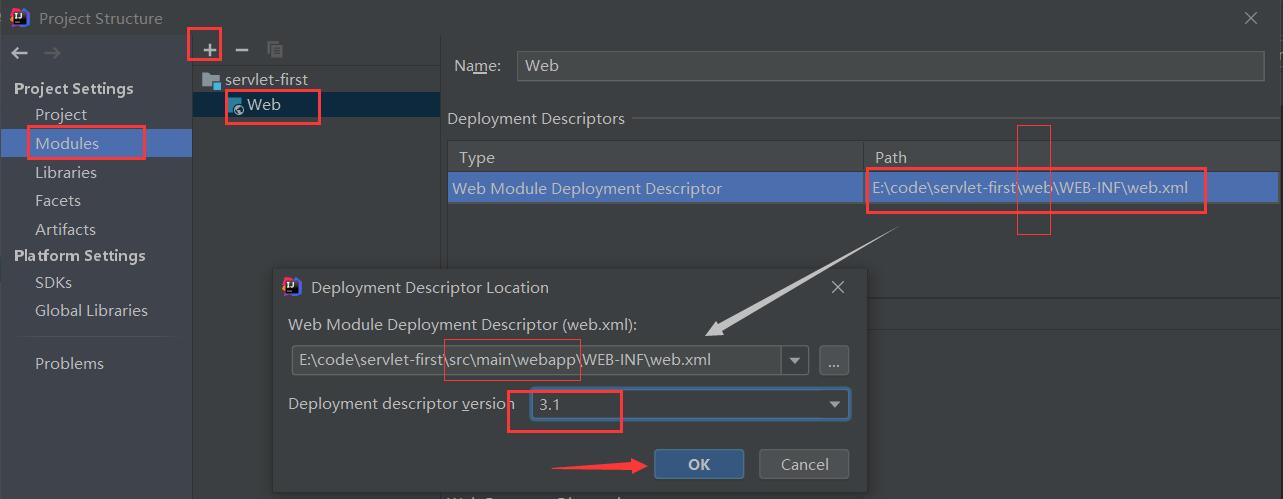 Project Structure
Project Settings
Project
Modules
Libraries
Facets
Artifacts
Platform Settings
SDKs
Global Libraries
Problems
servlet-first
Web
Name: Web
Deployment Descriptors
Type Path
Web Module Deployment Descriptor E:\code\servlet-first\web\WEB-INF\web.xml
Deployment Descriptor Location
Web Module Deployment Descriptor (web.xml):
E:\code\servlet-first\src\main\webapp\WEB-INF\web.xml
...
Deployment descriptor version 3.1
OK Cancel